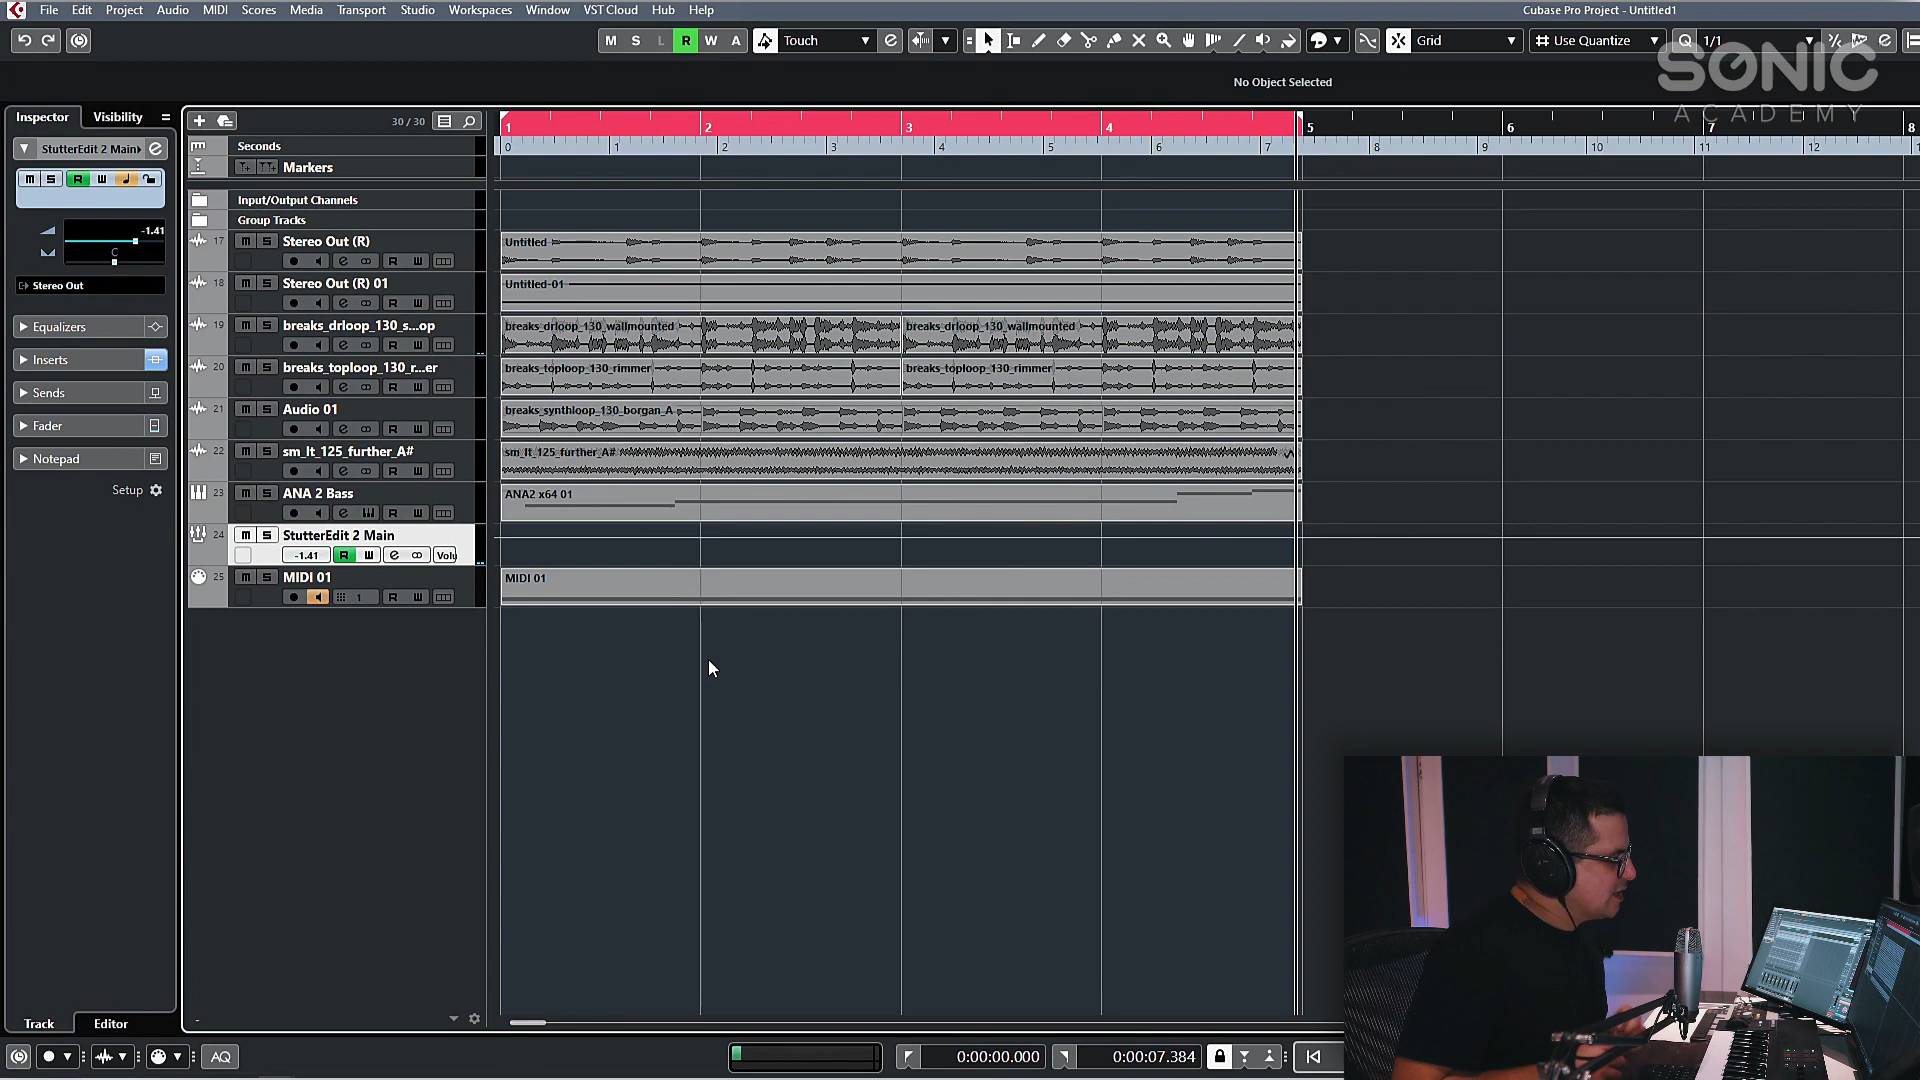 File Edit Project Audio MIDI Scores Media Transport Studio Workspaces Window VST Cloud Hub Help
Cubase Pro Project - Untitled1
M S L R W A Touch Grid Use Quantize 1/1
SONIC
ACADEMY
No Object Selected
Inspector Visibility
StutterEdit 2 Main
-1.41
C
Stereo Out
Equalizers
Inserts
Sends
Fader
Notepad
Setup
30 / 30
1 2 3 4 5 6 7 8
Seconds
0 1 2 3 4 5 6 7 8 9 10 11 12
Markers
Input/Output Channels
Group Tracks
17 Stereo Out (R)
Untitled
18 Stereo Out (R) 01
Untitled-01
19 breaks_drloop_130_s...op
breaks_drloop_130_wallmounted breaks_drloop_130_wallmounted
20 breaks_toploop_130_r...er
breaks_toploop_130_rimmer breaks_toploop_130_rimmer
21 Audio 01
breaks_synthloop_130_borgan_A
22 sm_lt_125_further_A#
sm_lt_125_further_A#
23 ANA 2 Bass
ANA2 x64 01
24 StutterEdit 2 Main
-1.41 R W Volu
25 MIDI 01
MIDI 01
1
Track Editor
AQ
0:00:00.000
0:00:07.384